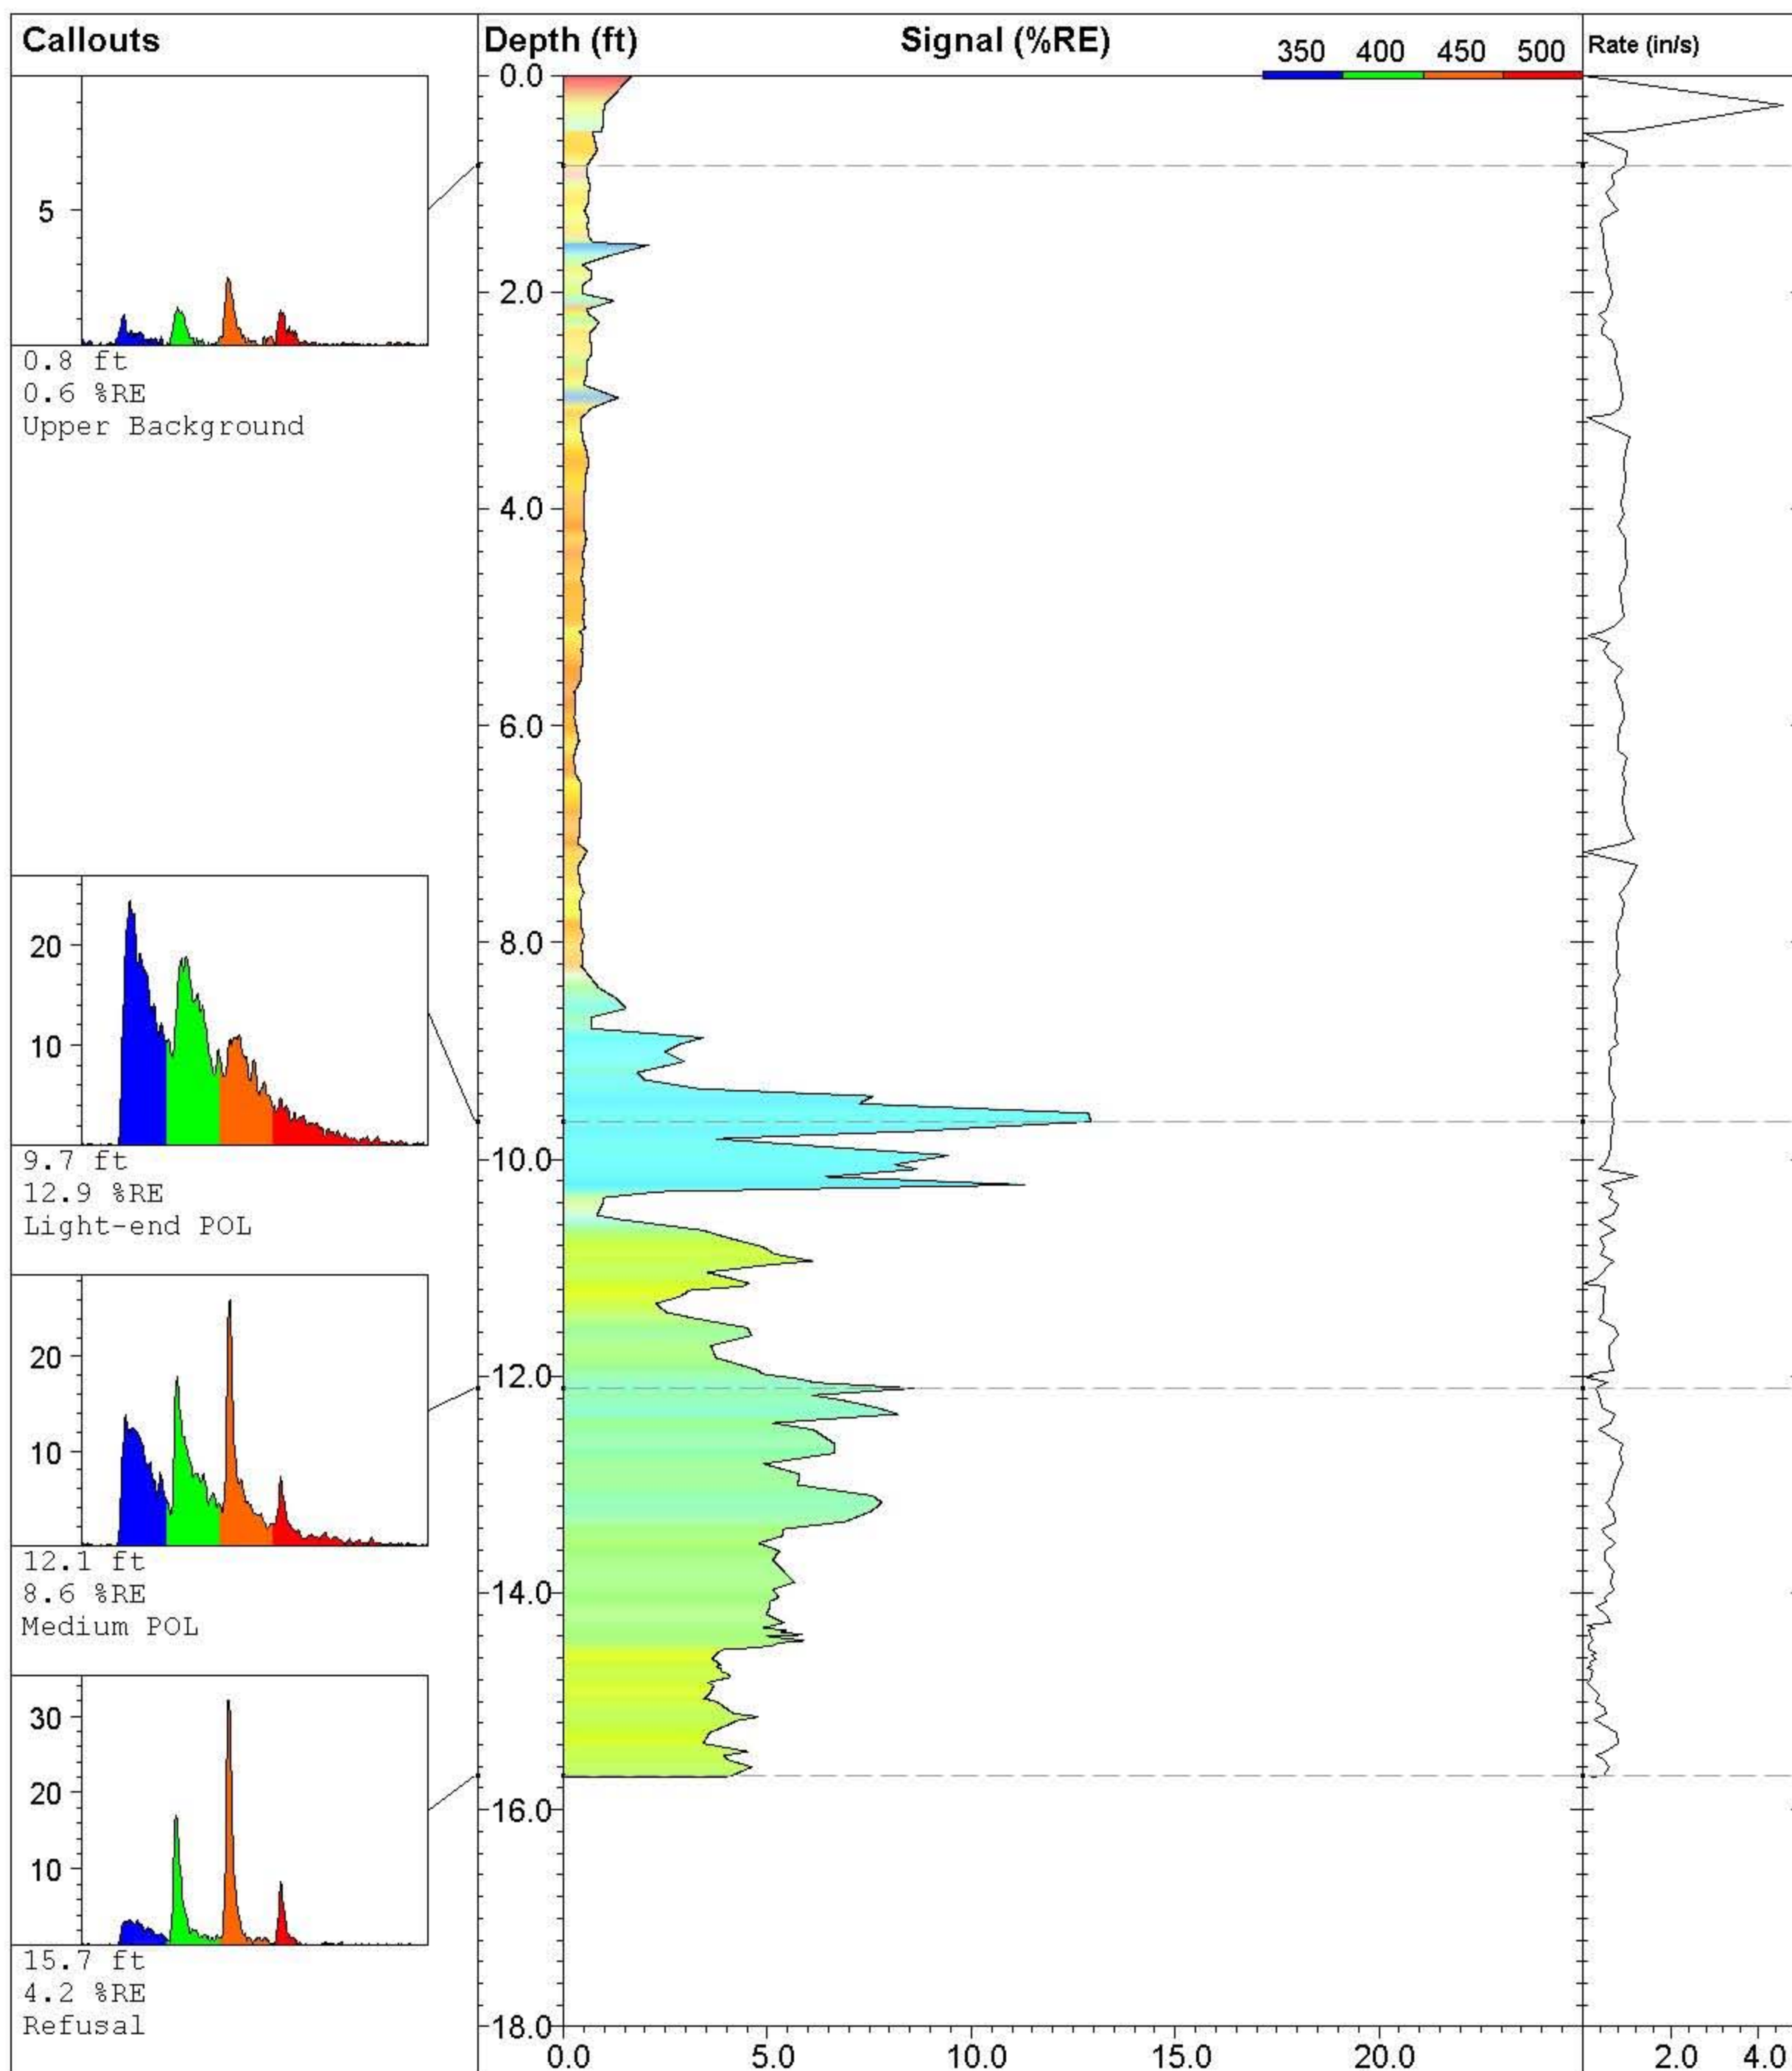 Callouts
Depth (ft)
Signal (%RE)
350 400 450 500
Rate (in/s)
5
0.8 ft
0.6 %RE
Upper Background
20
10
9.7 ft
12.9 %RE
Light-end POL
20
10
12.1 ft
8.6 %RE
Medium POL
30
20
10
15.7 ft
4.2 %RE
Refusal
0.0
2.0
4.0
6.0
8.0
10.0
12.0
14.0
16.0
18.0
0.0 5.0 10.0 15.0 20.0
2.0 4.0